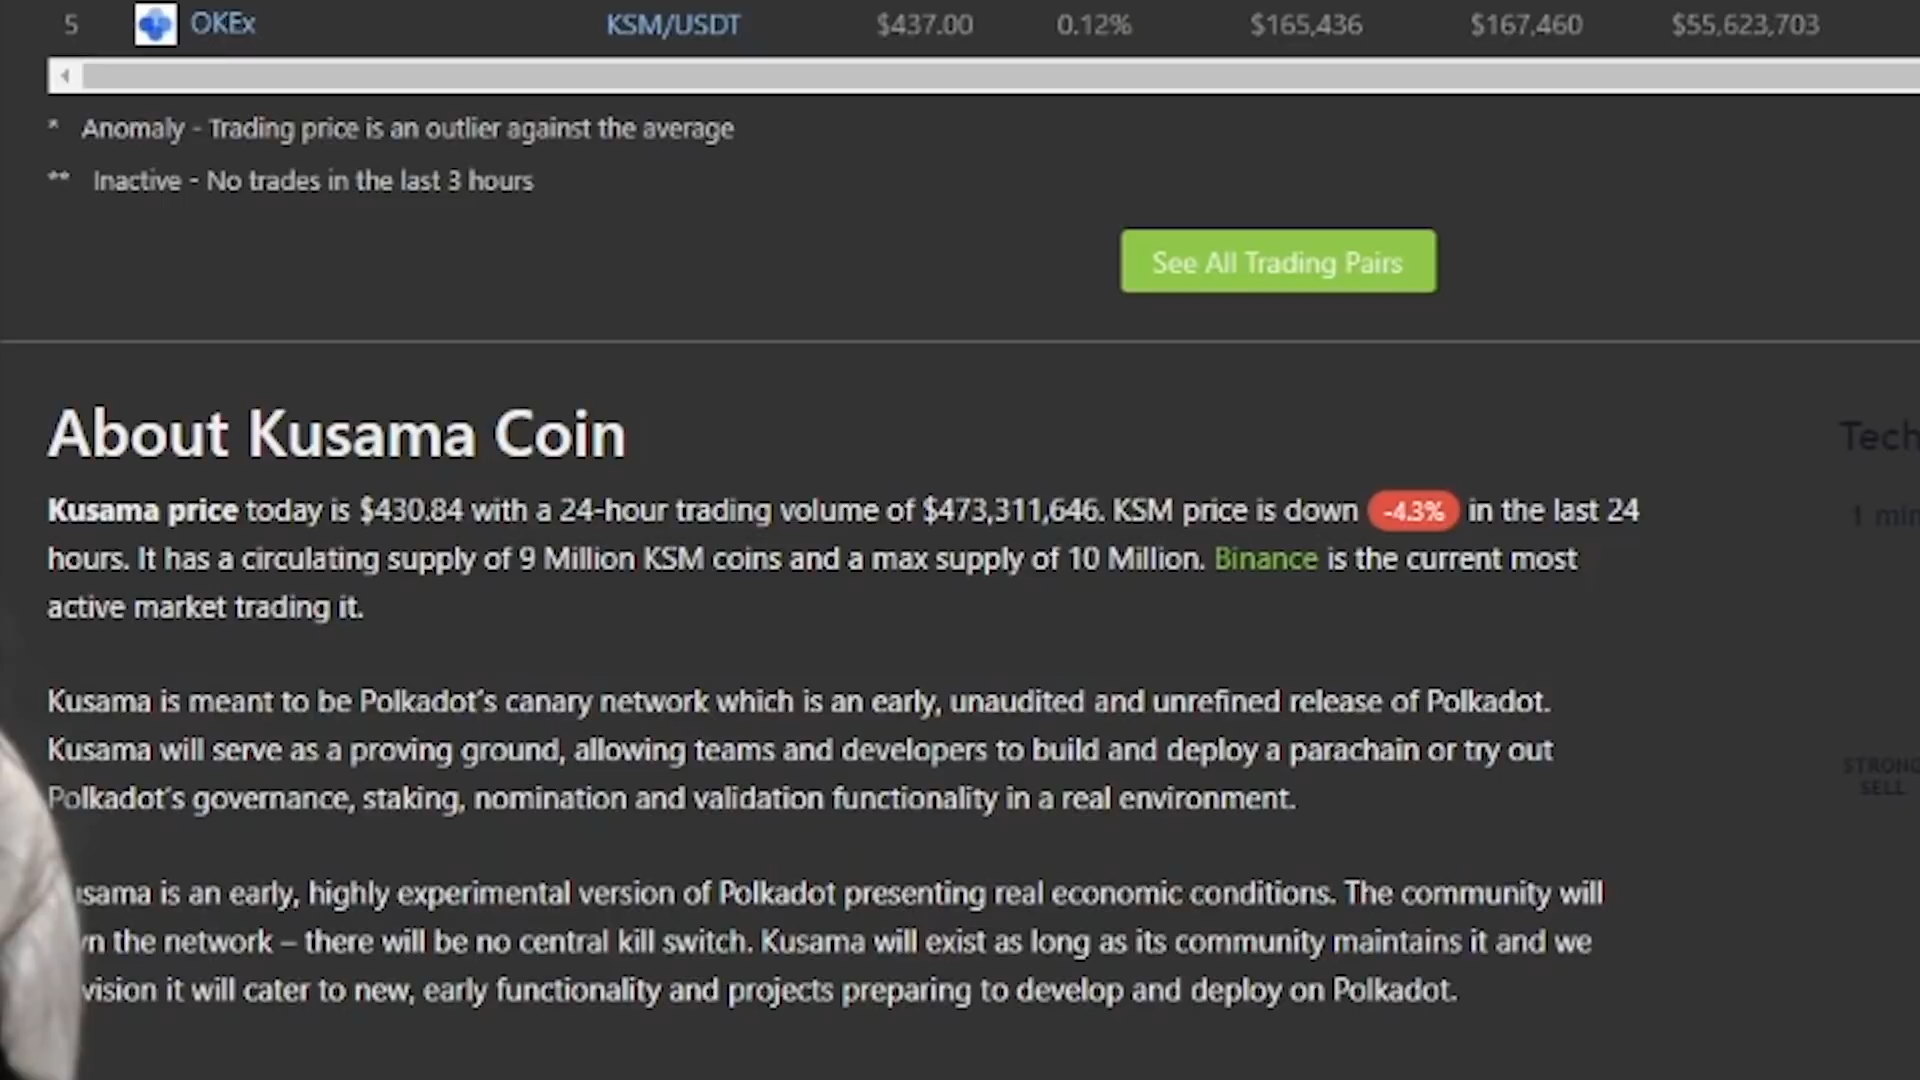 5 OKEx KSM/USDT $437.00 0.12% $165,436 $167,460 $55,623,703
* Anomaly - Trading price is an outlier against the average
** Inactive - No trades in the last 3 hours
See All Trading Pairs
About Kusama Coin
Kusama price today is $430.84 with a 24-hour trading volume of $473,311,646. KSM price is down -4.3% in the last 24
hours. It has a circulating supply of 9 Million KSM coins and a max supply of 10 Million. Binance is the current most
active market trading it.
Kusama is meant to be Polkadot's canary network which is an early, unaudited and unrefined release of Polkadot.
Kusama will serve as a proving ground, allowing teams and developers to build and deploy a parachain or try out
Polkadot's governance, staking, nomination and validation functionality in a real environment.
usama is an early, highly experimental version of Polkadot presenting real economic conditions. The community will
the network – there will be no central kill switch. Kusama will exist as long as its community maintains it and we
vision it will cater to new, early functionality and projects preparing to develop and deploy on Polkadot.
Tech
1 min
STRONG
SELL